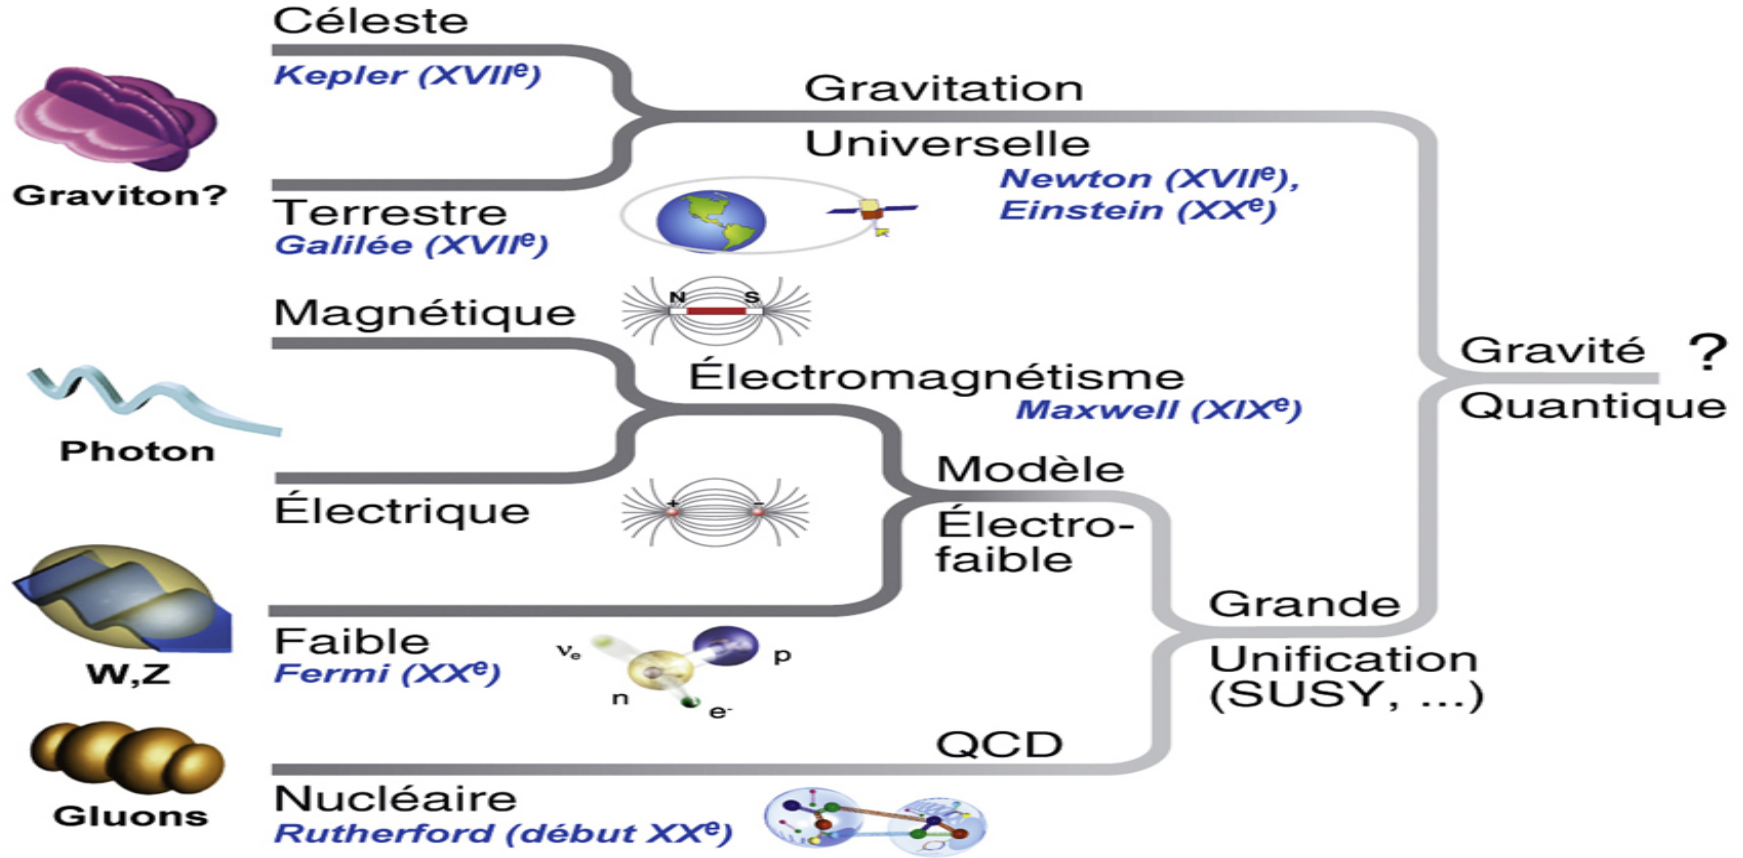 Céleste
Kepler (XVIIᵉ)
Graviton?
Gravitation
Universelle
Newton (XVIIᵉ),
Einstein (XXᵉ)
Terrestre
Galilée (XVIIᵉ)
Magnétique
N S
Électromagnétisme
Maxwell (XIXᵉ)
Photon
Électrique
+ −
Modèle
Électro-
faible
Gravité ?
Quantique
W,Z
Faible
Fermi (XXᵉ)
νe
p
n
e-
Grande
Unification
(SUSY, ...)
QCD
Gluons
Nucléaire
Rutherford (début XXᵉ)